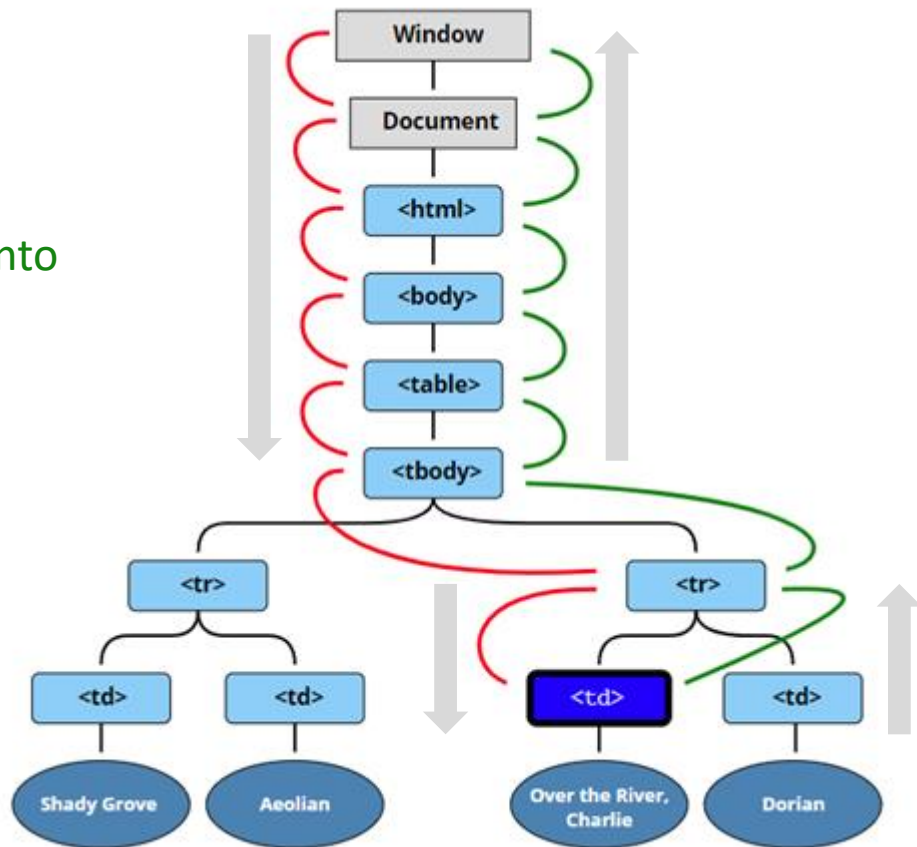 Window
Document
<html>
nto
<body>
<table>
<tbody>
<tr> <tr>
<td> <td> <td> <td>
Shady Grove Aeolian Over the River, Dorian
Charlie